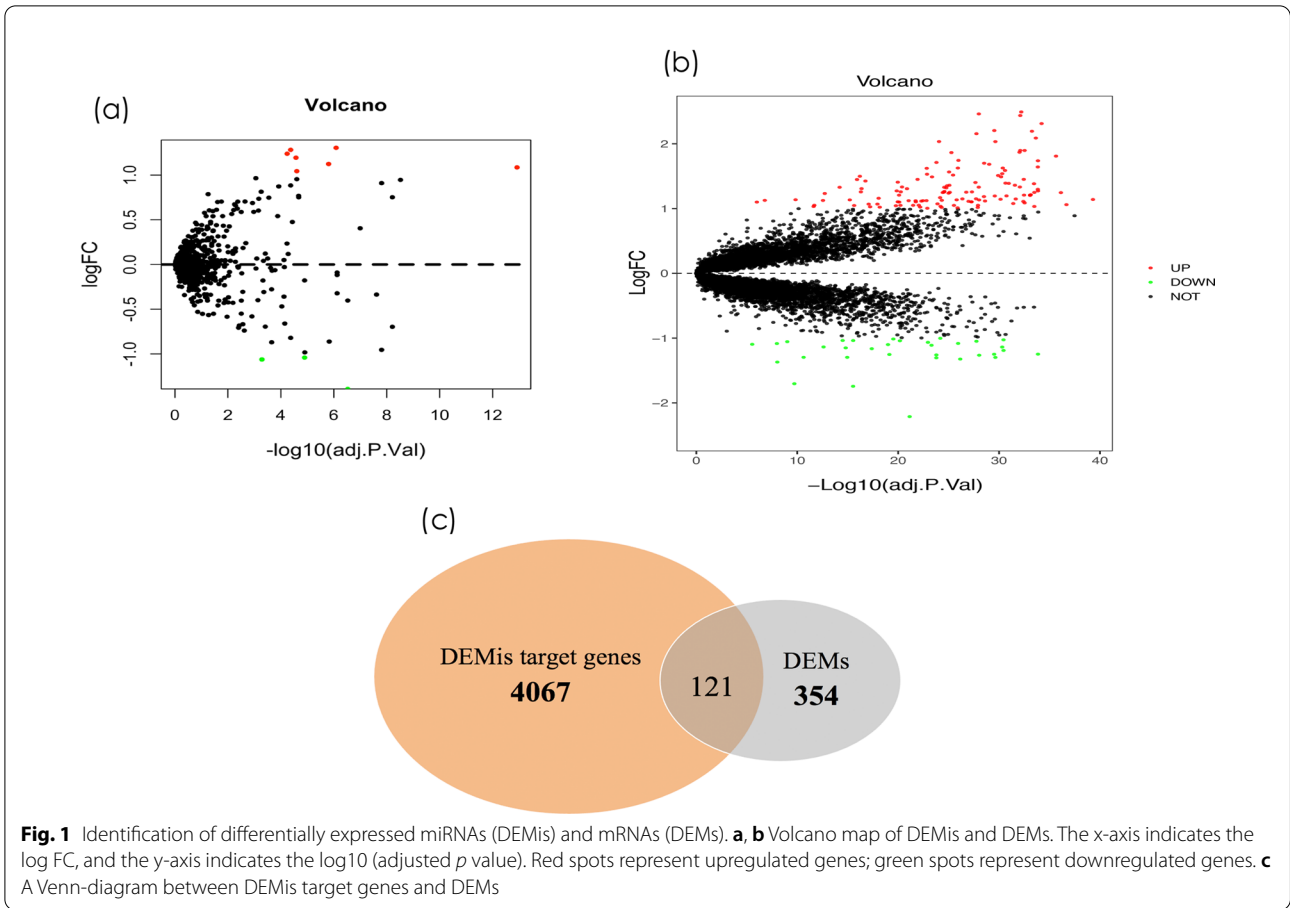 (a)
Volcano
logFC
1.0
0.5
0.0
-0.5
-1.0
0 2 4 6 8 10 12
-log10(adj.P.Val)
(b)
Volcano
LogFC
2
1
0
−1
−2
0 10 20 30 40
−Log10(adj.P.Val)
UP
DOWN
NOT
(c)
DEMis target genes
4067
121
DEMs
354
Fig. 1 Identification of differentially expressed miRNAs (DEMis) and mRNAs (DEMs). a, b Volcano map of DEMis and DEMs. The x-axis indicates the
log FC, and the y-axis indicates the log10 (adjusted p value). Red spots represent upregulated genes; green spots represent downregulated genes. c
A Venn-diagram between DEMis target genes and DEMs